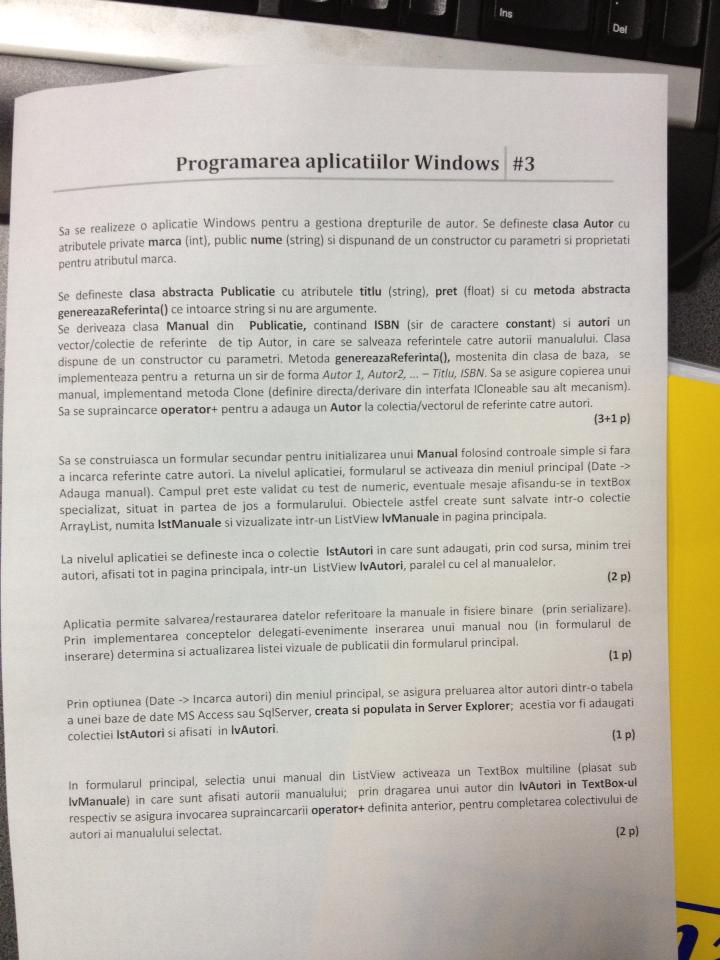 Ins
Del
Programarea aplicatiilor Windows #3
Sa se realizeze o aplicatie Windows pentru a gestiona drepturile de autor. Se defineste clasa Autor cu
atributele private marca (int), public nume (string) si dispunand de un constructor cu parametri si proprietati
pentru atributul marca.
Se defineste clasa abstracta Publicatie cu atributele titlu (string), pret (float) si cu metoda abstracta
genereazaReferinta() ce intoarce string si nu are argumente.
Se deriveaza clasa Manual din Publicatie, continand ISBN (sir de caractere constant) si autori un
vector/colectie de referinte de tip Autor, in care se salveaza referintele catre autorii manualului. Clasa
dispune de un constructor cu parametri. Metoda genereazaReferinta(), mostenita din clasa de baza, se
implementeaza pentru a returna un sir de forma Autor 1, Autor2, ... – Titlu, ISBN. Sa se asigure copierea unui
manual, implementand metoda Clone (definire directa/derivare din interfata ICloneable sau alt mecanism).
Sa se supraincarce operator+ pentru a adauga un Autor la colectia/vectorul de referinte catre autori.
(3+1 p)
Sa se construiasca un formular secundar pentru initializarea unui Manual folosind controale simple si fara
a incarca referinte catre autori. La nivelul aplicatiei, formularul se activeaza din meniul principal (Date ->
Adauga manual). Campul pret este validat cu test de numeric, eventuale mesaje afisandu-se in textBox
specializat, situat in partea de jos a formularului. Obiectele astfel create sunt salvate intr-o colectie
ArrayList, numita lstManuale si vizualizate intr-un ListView lvManuale in pagina principala.
La nivelul aplicatiei se defineste inca o colectie lstAutori in care sunt adaugati, prin cod sursa, minim trei
autori, afisati tot in pagina principala, intr-un ListView lvAutori, paralel cu cel al manualelor.
(2 p)
Aplicatia permite salvarea/restaurarea datelor referitoare la manuale in fisiere binare (prin serializare).
Prin implementarea conceptelor delegati-evenimente inserarea unui manual nou (in formularul de
inserare) determina si actualizarea listei vizuale de publicatii din formularul principal.
(1 p)
Prin optiunea (Date -> Incarca autori) din meniul principal, se asigura preluarea altor autori dintr-o tabela
a unei baze de date MS Access sau SqlServer, creata si populata in Server Explorer; acestia vor fi adaugati
colectiei lstAutori si afisati in lvAutori.
(1 p)
In formularul principal, selectia unui manual din ListView activeaza un TextBox multiline (plasat sub
lvManuale) in care sunt afisati autorii manualului; prin dragarea unui autor din lvAutori in TextBox-ul
respectiv se asigura invocarea supraincarcarii operator+ definita anterior, pentru completarea colectivului de
autori ai manualului selectat.
(2 p)